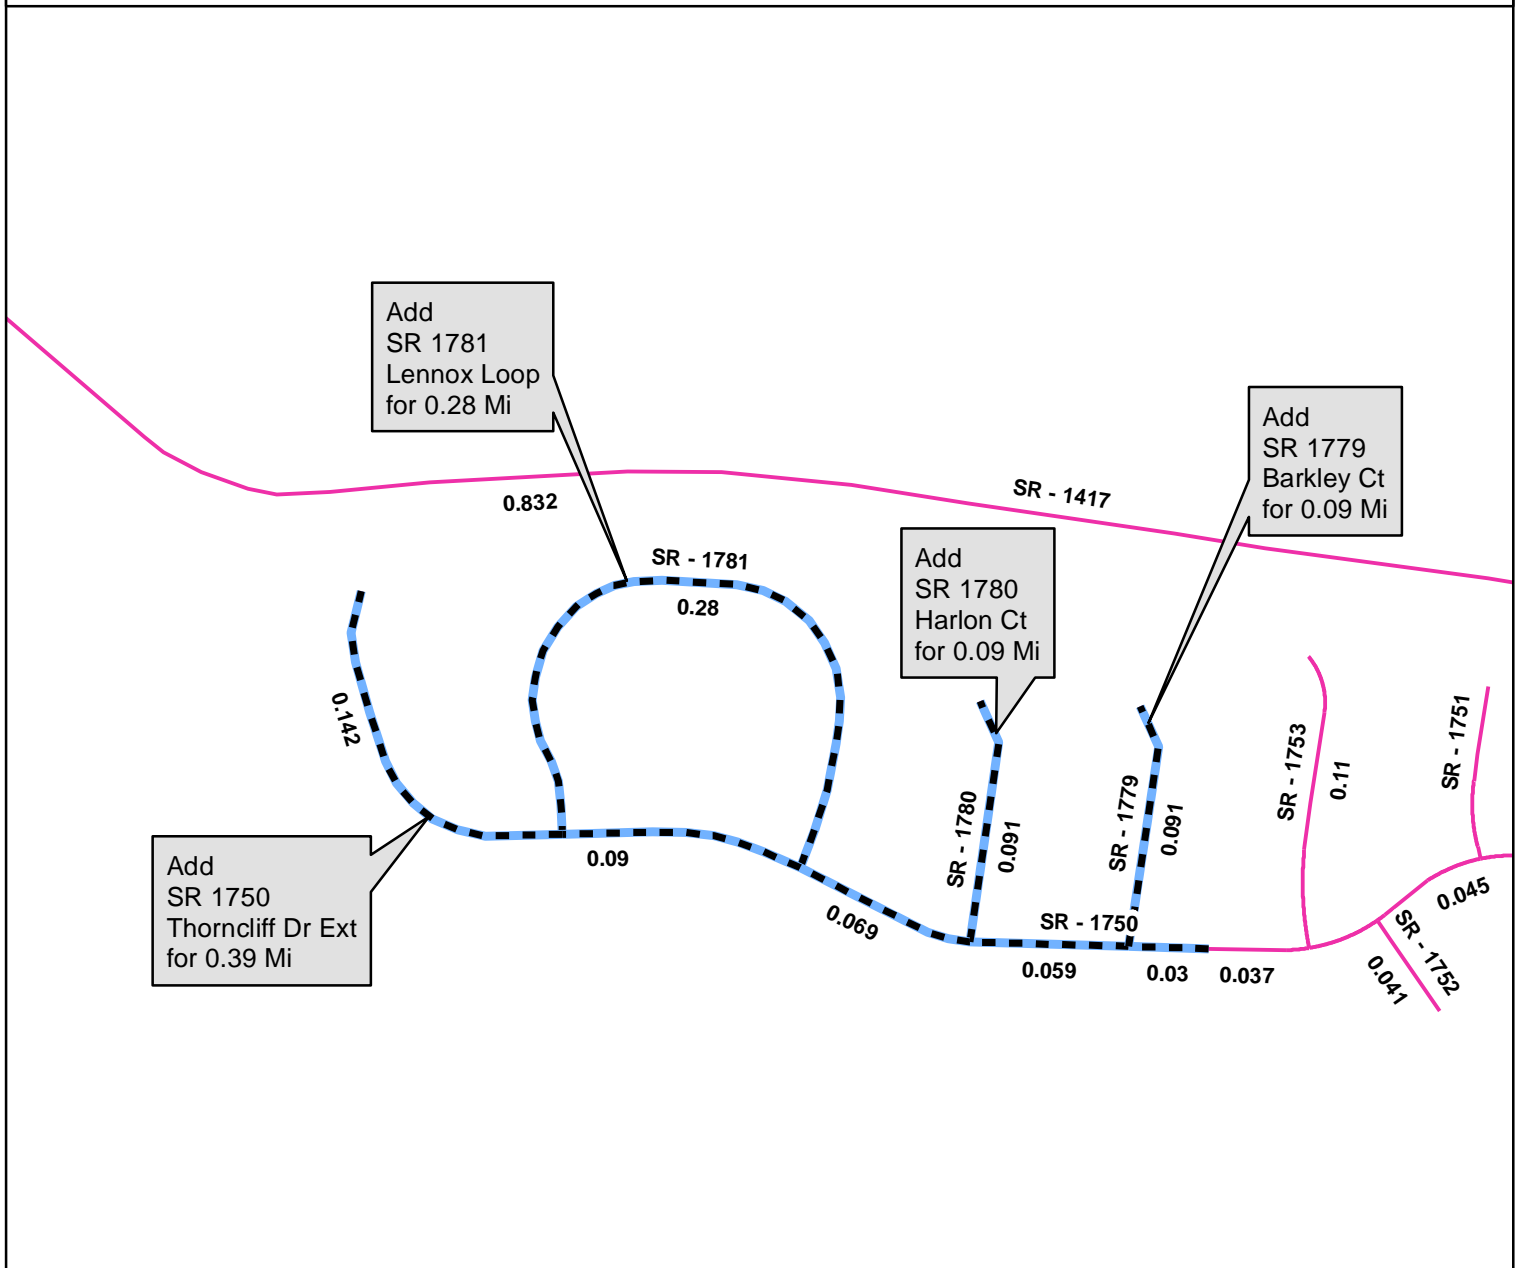 Add
SR 1781
Lennox Loop
for 0.28 Mi
Add
SR 1779
Barkley Ct
for 0.09 Mi
SR - 1417
0.832
Add
SR 1780
Harlon Ct
for 0.09 Mi
SR - 1781
0.28
0.142
SR - 1780
0.091
SR - 1779
0.091
SR - 1753
0.11
SR - 1751
Add
SR 1750
Thorncliff Dr Ext
for 0.39 Mi
0.09
0.069
SR - 1750
0.059
0.03
0.037
SR - 1752
0.041
0.045